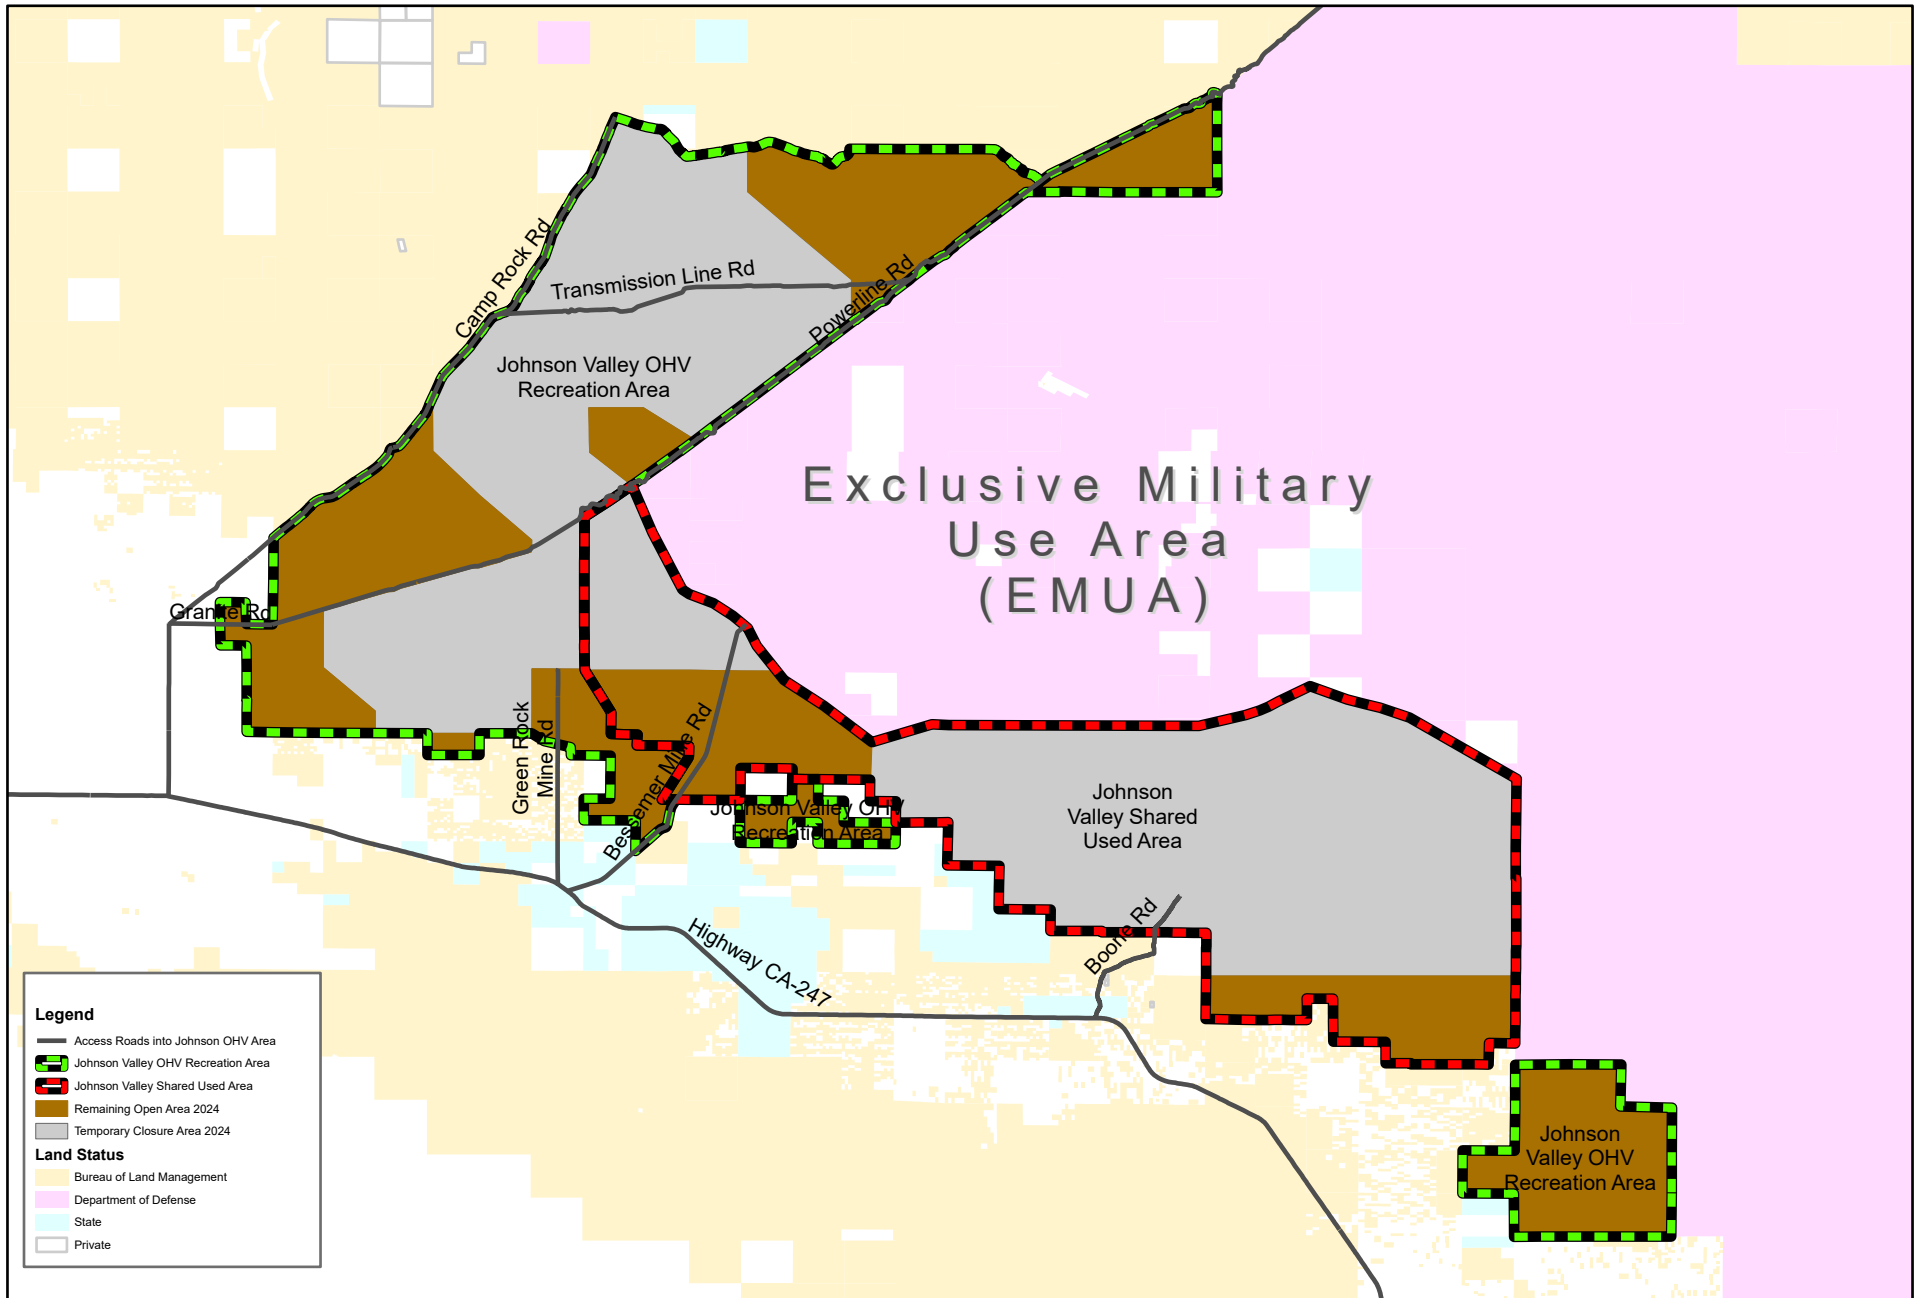 Camp Rock Rd
Transmission Line Rd
Powerline Rd
Johnson Valley OHV
Recreation Area
Exclusive Military
Use Area
(EMUA)
Granite Rd
Green Rock
Mine Rd
Bessemer Mine Rd
Johnson Valley OHV
Recreation Area
Johnson
Valley Shared
Used Area
Boone Rd
Highway CA-247
Johnson
Valley OHV
Recreation Area
Legend
Access Roads into Johnson OHV Area
Johnson Valley OHV Recreation Area
Johnson Valley Shared Used Area
Remaining Open Area 2024
Temporary Closure Area 2024
Land Status
Bureau of Land Management
Department of Defense
State
Private